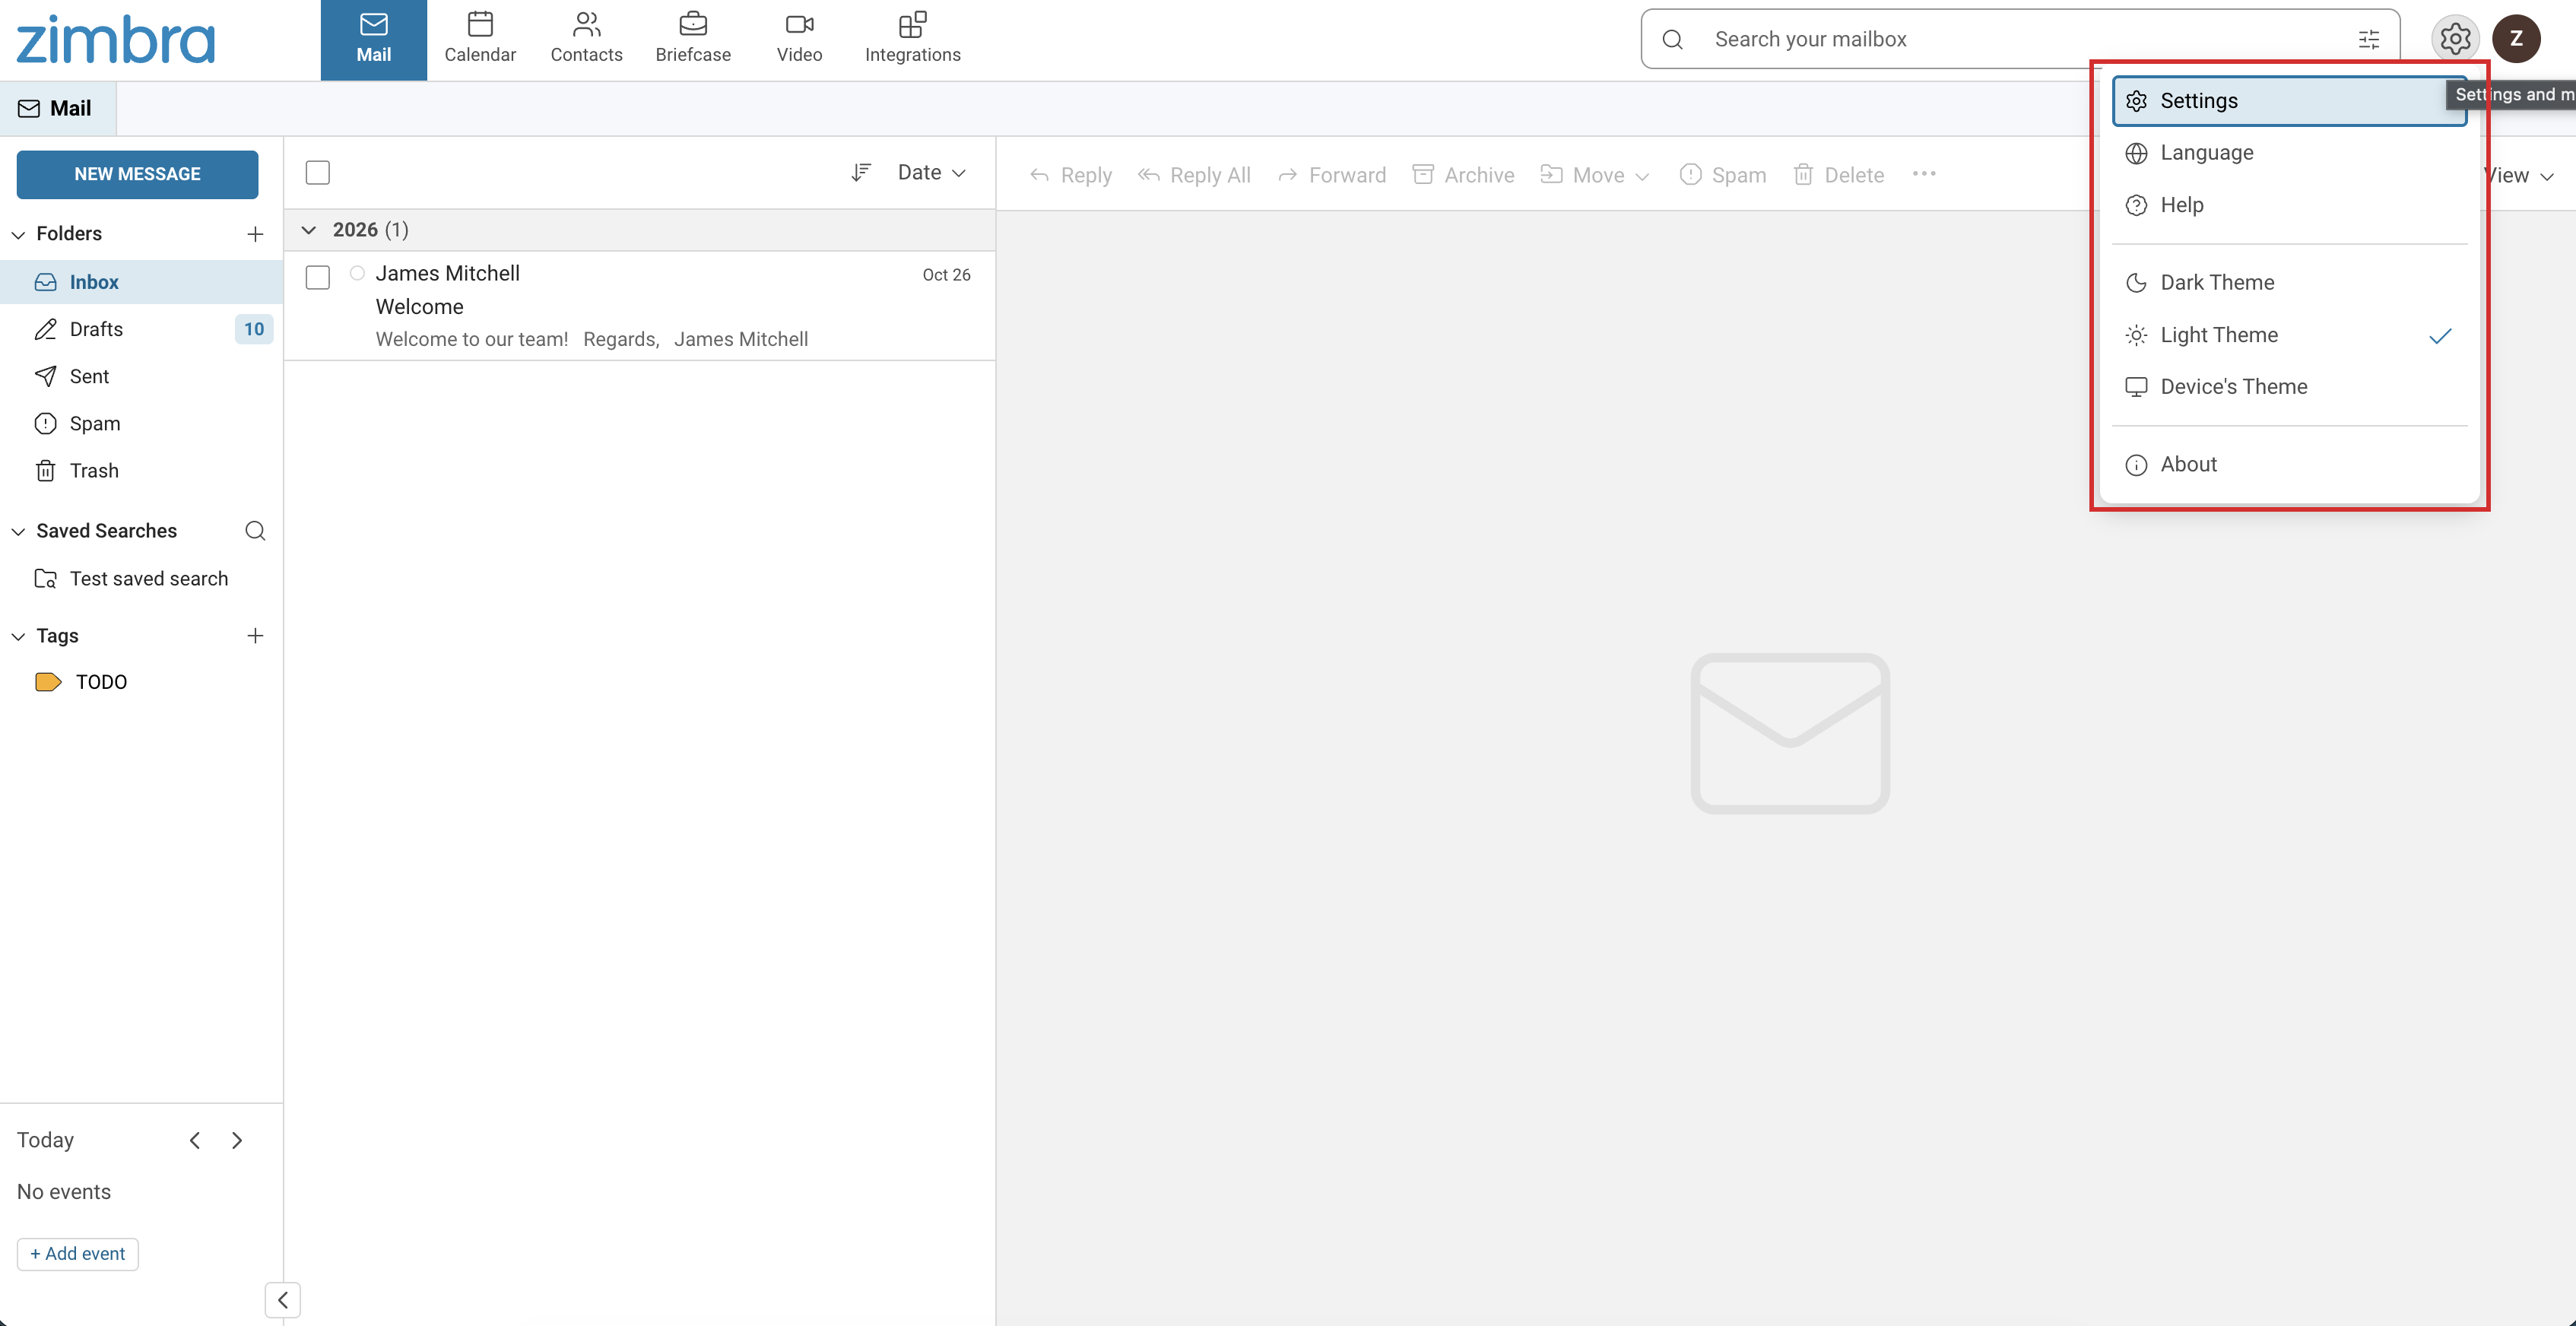 zimbra
Mail
Calendar
Contacts
Briefcase
Video
Integrations
Search your mailbox
Z
Mail
Settings
Settings and m
Language
Help
Dark Theme
Light Theme
Device's Theme
About
NEW MESSAGE
Folders
Inbox
Drafts 10
Sent
Spam
Trash
Saved Searches
Test saved search
Tags
TODO
Today
No events
+ Add event
Date
2026 (1)
James Mitchell Oct 26
Welcome
Welcome to our team! Regards, James Mitchell
Reply Reply All Forward Archive Move Spam Delete View